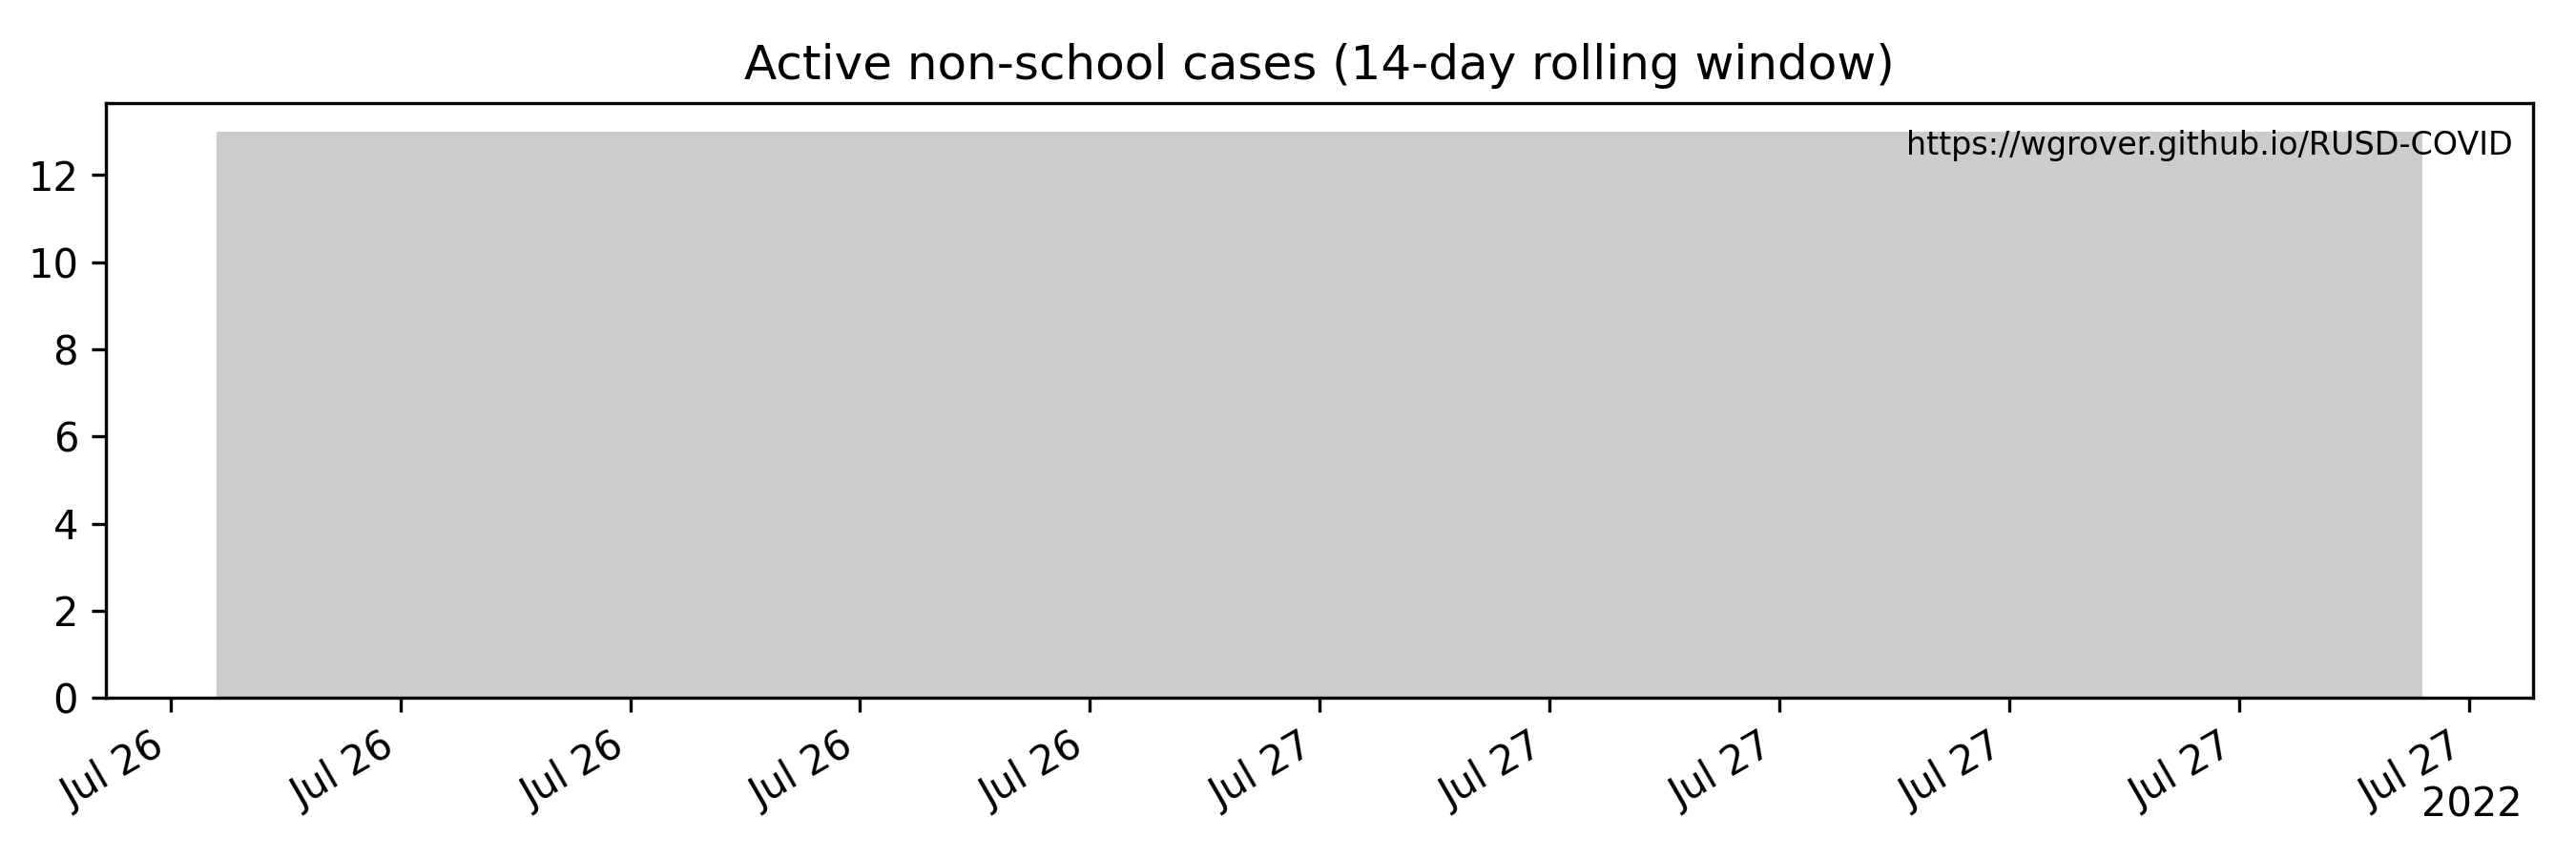 Active non-school cases (14-day rolling window)
https://wgrover.github.io/RUSD-COVID
12
10
8
6
4
2
0
Jul 26 Jul 26 Jul 26 Jul 26 Jul 26 Jul 27 Jul 27 Jul 27 Jul 27 Jul 27 Jul 27
2022